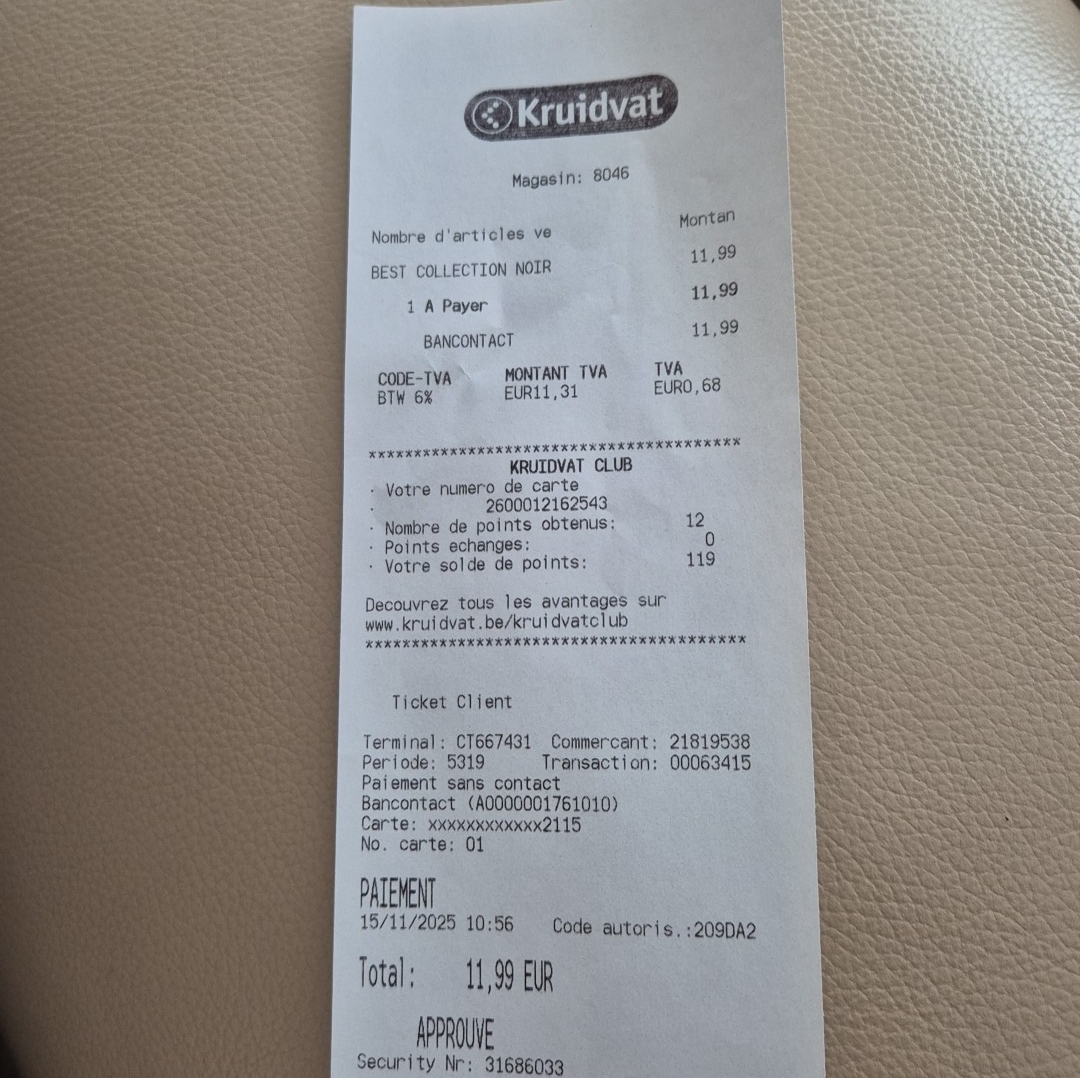 Kruidvat
Magasin: 8046
Nombre d'articles ve Montan
BEST COLLECTION NOIR 11,99
1 A Payer 11,99
BANCONTACT 11,99
CODE-TVA MONTANT TVA TVA
BTW 6% EUR11,31 EUR0,68
*****************************************
KRUIDVAT CLUB
· Votre numero de carte
· 2600012162543
· Nombre de points obtenus: 12
· Points echanges: 0
· Votre solde de points: 119
Decouvrez tous les avantages sur
www.kruidvat.be/kruidvatclub
*****************************************
Ticket Client
Terminal: CT667431 Commercant: 21819538
Periode: 5319 Transaction: 00063415
Paiement sans contact
Bancontact (A0000001761010)
Carte: xxxxxxxxxxxx2115
No. carte: 01
PAIEMENT
15/11/2025 10:56 Code autoris.:209DA2
Total: 11,99 EUR
APPROUVE
Security Nr: 31686033